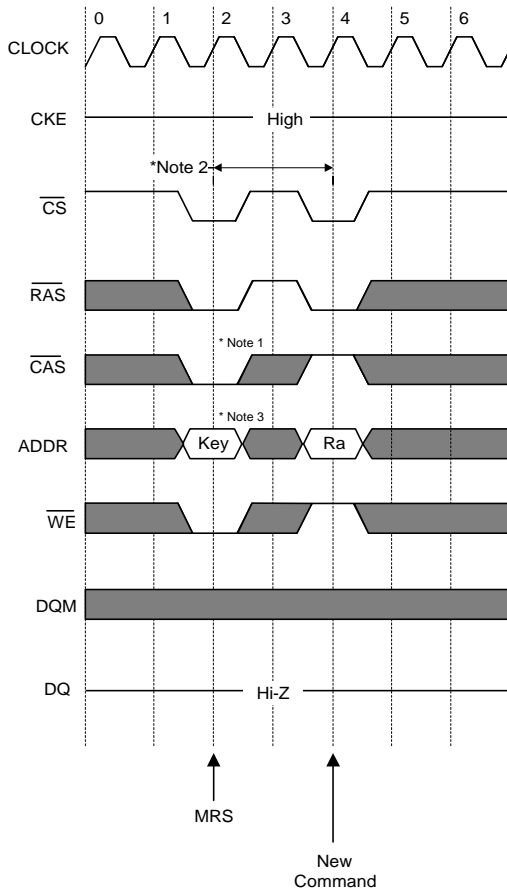 0 1 2 3 4 5 6
CLOCK
CKE High
*Note 2
CS
RAS
* Note 1
CAS
* Note 3
ADDR Key Ra
WE
DQM
DQ Hi-Z
MRS
New
Command